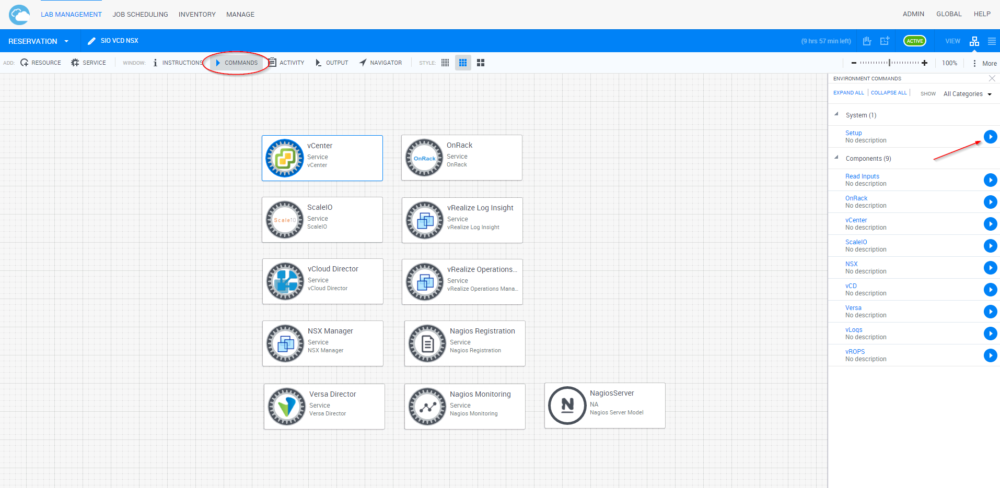 LAB MANAGEMENT JOB SCHEDULING INVENTORY MANAGE ADMIN GLOBAL HELP
RESERVATION SIO VCD NSX (9 hrs 57 min left) ACTIVE VIEW
ADD: RESOURCE SERVICE WINDOW: INSTRUCTIONS COMMANDS ACTIVITY OUTPUT NAVIGATOR STYLE: 100% More
vCenter
Service
vCenter
OnRack
OnRack
Service
OnRack
ScaleIO
ScaleIO
Service
ScaleIO
vRealize Log Insight
Service
vRealize Log Insight
vCloud Director
Service
vCloud Director
vRealize Operations...
Service
vRealize Operations Mana...
NSX Manager
Service
NSX Manager
Nagios Registration
Service
Nagios Registration
Versa Director
Service
Versa Director
Nagios Monitoring
Service
Nagios Monitoring
N
NagiosServer
NA
Nagios Server Model
ENVIRONMENT COMMANDS
EXPAND ALL COLLAPSE ALL SHOW All Categories
System (1)
Setup
No description
Components (9)
Read Inputs
No description
OnRack
No description
vCenter
No description
ScaleIO
No description
NSX
No description
vCD
No description
Versa
No description
vLogs
No description
vROPS
No description